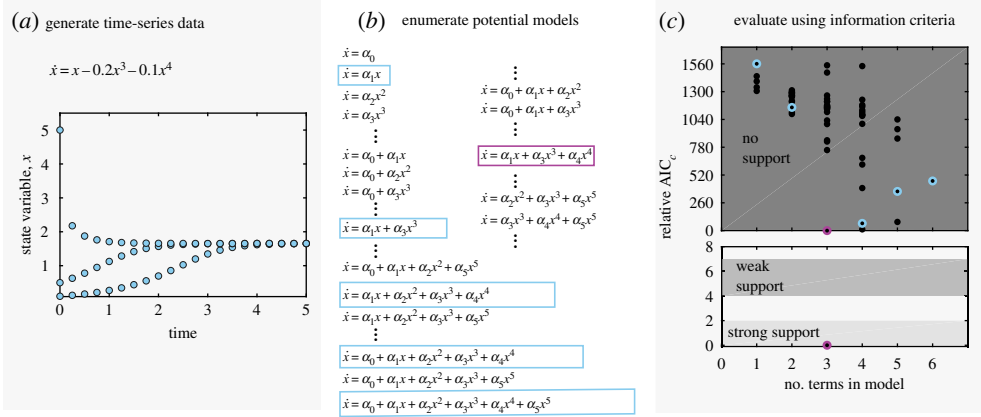 (a) generate time-series data
ẋ = x – 0.2x³ – 0.1x⁴
state variable, x
5
4
3
2
1
0 1 2 3 4 5
time
(b) enumerate potential models
ẋ = α₀
ẋ = α₁x
ẋ = α₂x²
ẋ = α₃x³
ẋ = α₀ + α₁x
ẋ = α₀ + α₂x²
ẋ = α₀ + α₃x³
ẋ = α₁x + α₃x³
ẋ = α₀ + α₁x + α₂x² + α₅x⁵
ẋ = α₁x + α₂x² + α₃x³ + α₄x⁴
ẋ = α₁x + α₂x² + α₃x³ + α₅x⁵
ẋ = α₀ + α₁x + α₂x² + α₃x³ + α₄x⁴
ẋ = α₀ + α₁x + α₂x² + α₃x³ + α₅x⁵
ẋ = α₀ + α₁x + α₂x² + α₃x³ + α₄x⁴ + α₅x⁵
ẋ = α₀ + α₁x + α₂x²
ẋ = α₀ + α₁x + α₃x³
ẋ = α₁x + α₃x³ + α₄x⁴
ẋ = α₂x² + α₃x³ + α₅x⁵
ẋ = α₃x³ + α₄x⁴ + α₅x⁵
(c) evaluate using information criteria
relative AICc
1560
1300
1040
780
520
260
0
no
support
8
6
4
2
0
weak
support
strong support
0 1 2 3 4 5 6
no. terms in model